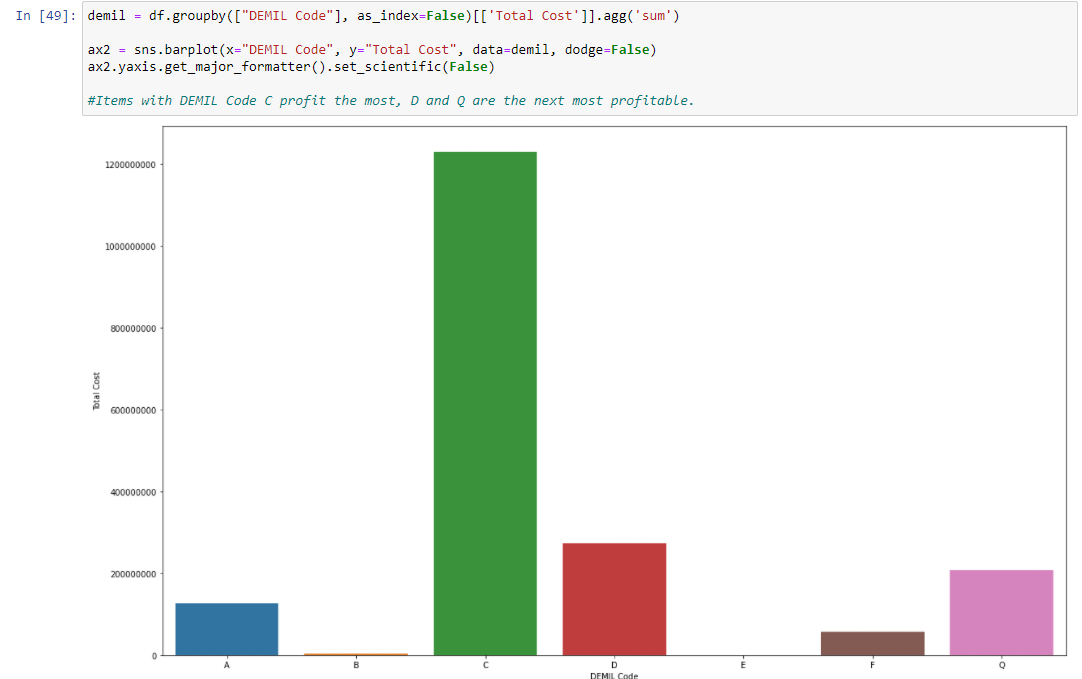 In [49]: demil = df.groupby(["DEMIL Code"], as_index=False)[['Total Cost']].agg('sum')
ax2 = sns.barplot(x="DEMIL Code", y="Total Cost", data=demil, dodge=False)
ax2.yaxis.get_major_formatter().set_scientific(False)
#Items with DEMIL Code C profit the most, D and Q are the next most profitable.
1200000000
1000000000
800000000
600000000
400000000
200000000
0
Total Cost
A B C D E F Q
DEMIL Code